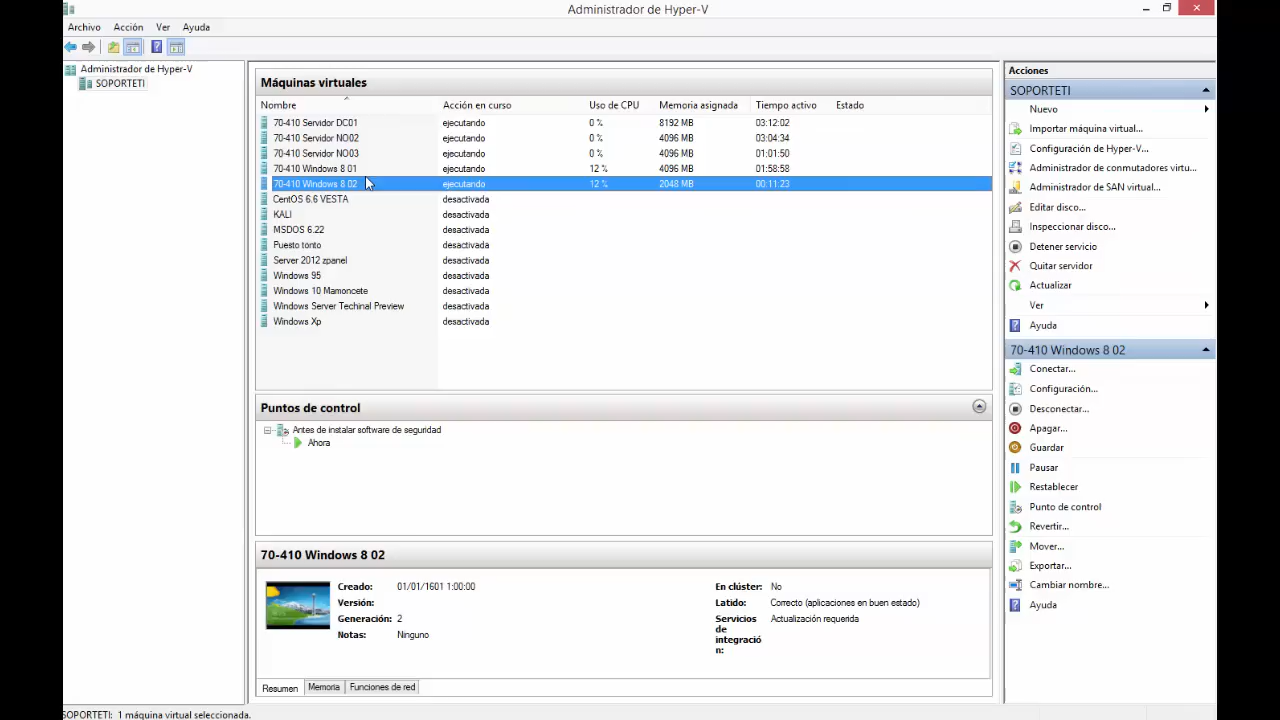 Administrador de Hyper-V
Archivo Acción Ver Ayuda
Administrador de Hyper-V
SOPORTETI
Máquinas virtuales
Nombre Acción en curso Uso de CPU Memoria asignada Tiempo activo Estado
70-410 Servidor DC01 ejecutando 0 % 8192 MB 03:12:02
70-410 Servidor NO02 ejecutando 0 % 4096 MB 03:04:34
70-410 Servidor NO03 ejecutando 0 % 4096 MB 01:01:50
70-410 Windows 8 01 ejecutando 12 % 4096 MB 01:58:58
70-410 Windows 8 02 ejecutando 12 % 2048 MB 00:11:23
CentOS 6.6 VESTA desactivada
KALI desactivada
MSDOS 6.22 desactivada
Puesto tonto desactivada
Server 2012 zpanel desactivada
Windows 95 desactivada
Windows 10 Mamoncete desactivada
Windows Server Techinal Preview desactivada
Windows Xp desactivada
Puntos de control
Antes de instalar software de seguridad
Ahora
70-410 Windows 8 02
Creado: 01/01/1601 1:00:00
Versión:
Generación: 2
Notas: Ninguno
En clúster: No
Latido: Correcto (aplicaciones en buen estado)
Servicios Actualización requerida
de
integració
n:
Resumen Memoria Funciones de red
Acciones
SOPORTETI
Nuevo
Importar máquina virtual...
Configuración de Hyper-V...
Administrador de conmutadores virtu...
Administrador de SAN virtual...
Editar disco...
Inspeccionar disco...
Detener servicio
Quitar servidor
Actualizar
Ver
Ayuda
70-410 Windows 8 02
Conectar...
Configuración...
Desconectar...
Apagar...
Guardar
Pausar
Restablecer
Punto de control
Revertir...
Mover...
Exportar...
Cambiar nombre...
Ayuda
SOPORTETI: 1 máquina virtual seleccionada.